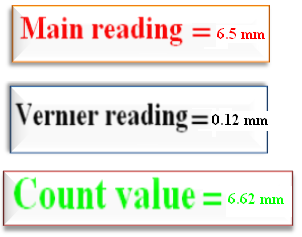 Main reading = 6.5 mm
Vernier reading = 0.12 mm
Count value = 6.62 mm